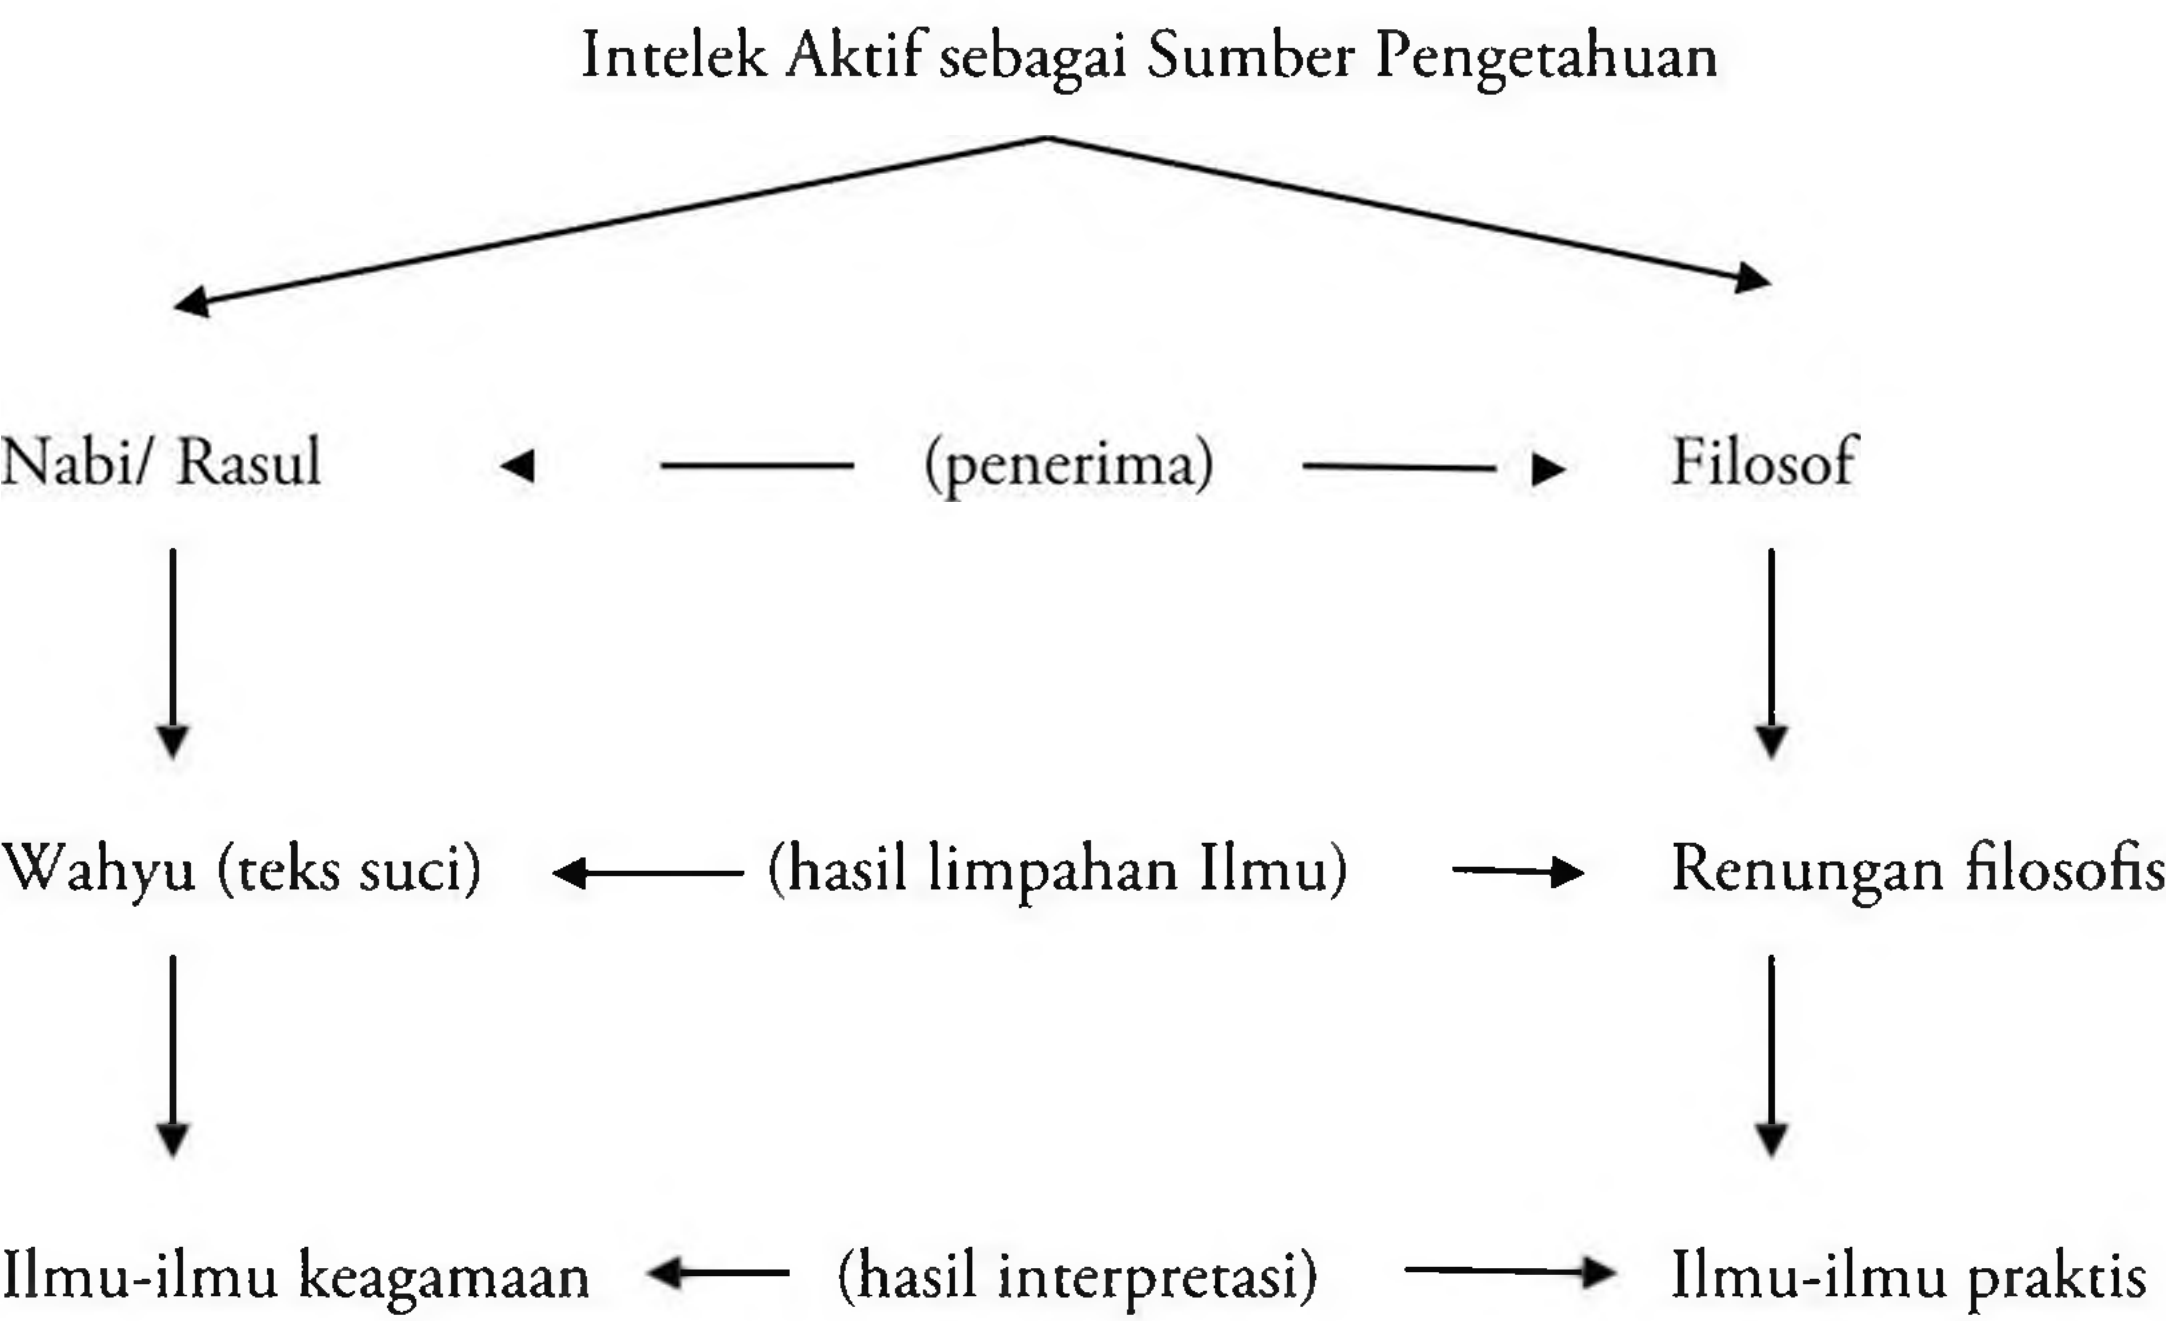 Intelek Aktif sebagai Sumber Pengetahuan
Nabi/ Rasul (penerima) Filosof
Wahyu (teks suci) (hasil limpahan Ilmu) Renungan filosofis
Ilmu-ilmu keagamaan (hasil interpretasi) Ilmu-ilmu praktis